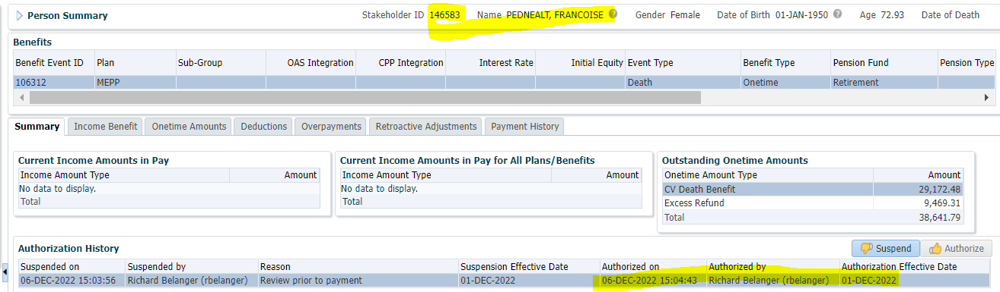 Person Summary Stakeholder ID 146583 Name PEDNEALT, FRANCOISE Gender Female Date of Birth 01-JAN-1950 Age 72.93 Date of Death
Benefits
Benefit Event ID Plan Sub-Group OAS Integration CPP Integration Interest Rate Initial Equity Event Type Benefit Type Pension Fund Pension Type
106312 MEPP Death Onetime Retirement
Summary Income Benefit Onetime Amounts Deductions Overpayments Retroactive Adjustments Payment History
Current Income Amounts in Pay Current Income Amounts in Pay for All Plans/Benefits Outstanding Onetime Amounts
Income Amount Type Amount Income Amount Type Amount Onetime Amount Type Amount
No data to display. No data to display. CV Death Benefit 29,172.48
Total Total Excess Refund 9,469.31
Total 38,641.79
Authorization History Suspend Authorize
Suspended on Suspended by Reason Suspension Effective Date Authorized on Authorized by Authorization Effective Date
06-DEC-2022 15:03:56 Richard Belanger (rbelanger) Review prior to payment 01-DEC-2022 06-DEC-2022 15:04:43 Richard Belanger (rbelanger) 01-DEC-2022